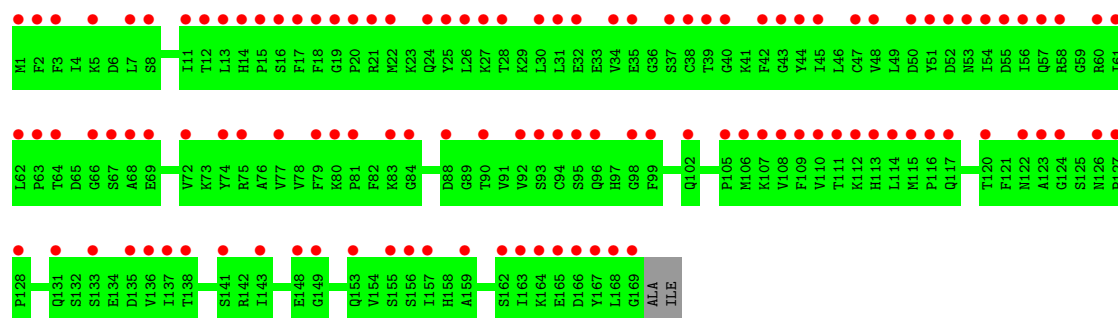 M1 F2 F3 I4 K5 D6 L7 S8 I11 T12 L13 H14 P15 S16 F17 F18 G19 P20 R21 M22 K23 Q24 Y25 L26 K27 T28 K29 L30 L31 E32 E33 V34 E35 G36 S37 C38 T39 G40 K41 F42 G43 Y44 I45 L46 C47 V48 L49 D50 Y51 D52 N53 I54 D55 I56 Q57 R58 G59 R60 I61
L62 P63 T64 D65 G66 S67 A68 E69 V72 K73 Y74 R75 A76 V77 V78 F79 K80 P81 F82 K83 G84 D88 G89 T90 V91 V92 S93 C94 S95 Q96 H97 G98 F99 Q102 P105 M106 K107 V108 F109 V110 T111 K112 H113 L114 M115 P116 Q117 T120 F121 N122 A123 G124 S125 N126 P127
P128 Q131 S132 S133 E134 D135 V136 I137 T138 S141 R142 I143 E148 G149 Q153 V154 S155 S156 I157 H158 A159 S162 I163 K164 E165 D166 Y167 L168 G169 ALA ILE